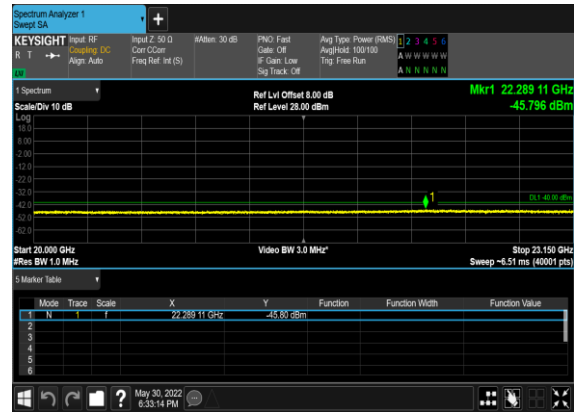 Spectrum Analyzer 1
Swept SA
+
KEYSIGHT
R T
Input: RF
Coupling: DC
Align: Auto
Input Z: 50 Ω
Corr CCorr
Freq Ref: Int (S)
#Atten: 30 dB
PNO: Fast
Gate: Off
IF Gain: Low
Sig Track: Off
Avg Type: Power (RMS)
Avg|Hold: 100/100
Trig: Free Run
1 2 3 4 5 6
A W W W W W
A N N N N N
1 Spectrum
Scale/Div 10 dB
Ref Lvl Offset 8.00 dB
Ref Level 28.00 dBm
Mkr1 22.289 11 GHz
-45.796 dBm
Log
18.0
8.00
-2.00
-12.0
-22.0
-32.0
-42.0
-52.0
-62.0
1
DL1 -40.00 dBm
Start 20.000 GHz
#Res BW 1.0 MHz
Video BW 3.0 MHz*
Stop 23.150 GHz
Sweep ~6.51 ms (40001 pts)
5 Marker Table
Mode Trace Scale X Y Function Function Width Function Value
1 N 1 f 22.289 11 GHz -45.80 dBm
2
3
4
5
6
?
May 30, 2022
6:33:14 PM